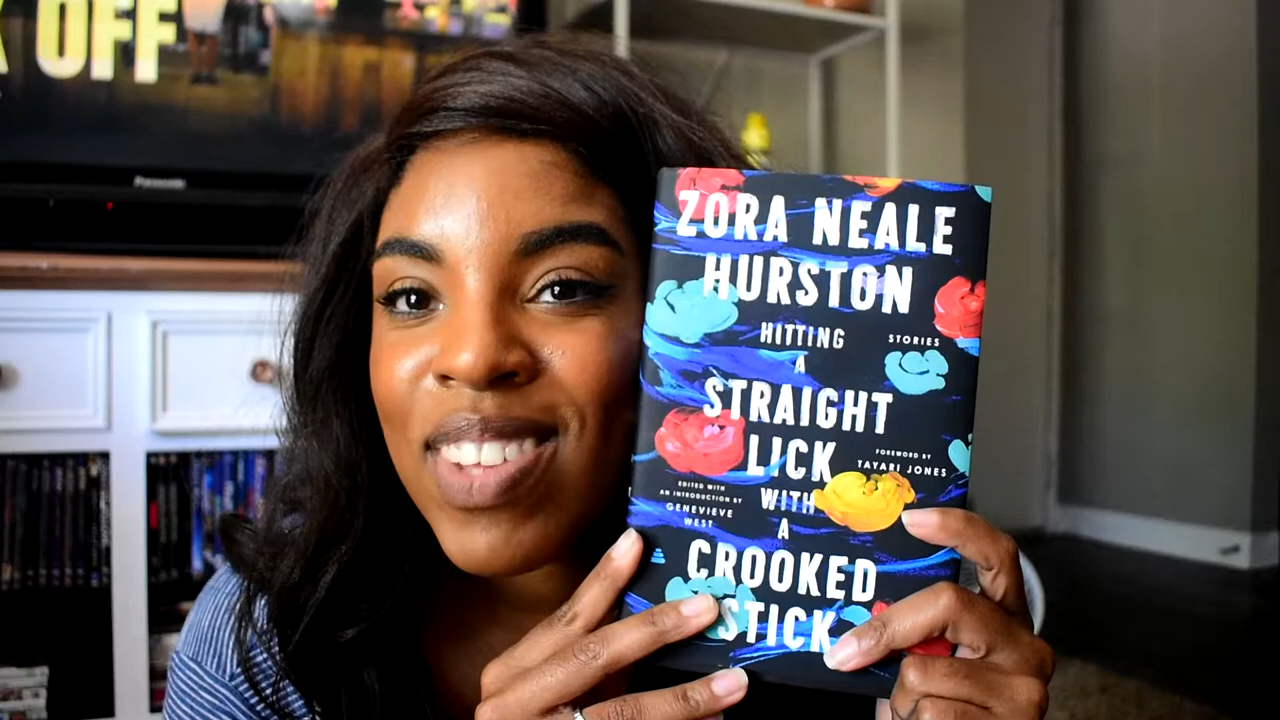 K OFF
Panasonic
ZORA NEALE
HURSTON
HITTING
STORIES
A
STRAIGHT
LICK
FOREWORD BY
TAYARI JONES
WITH
EDITED WITH
AN INTRODUCTION BY
GENEVIEVE
WEST
A
CROOKED
STICK